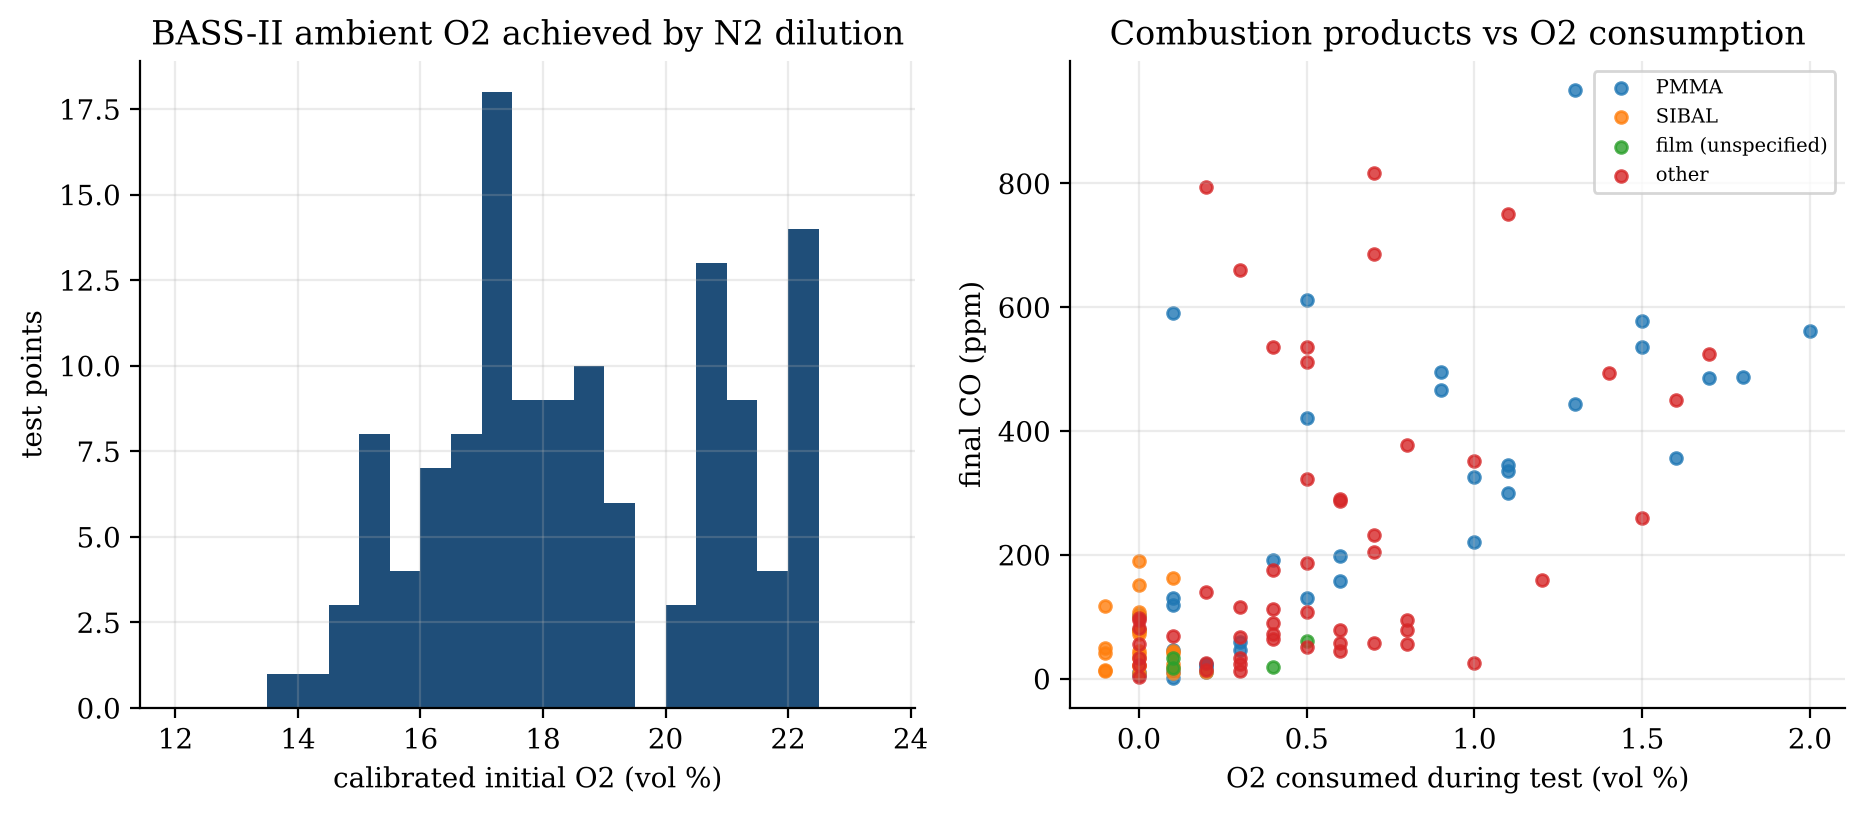 BASS-II ambient O2 achieved by N2 dilution
17.5
15.0
12.5
10.0
7.5
5.0
2.5
0.0
test points
12 14 16 18 20 22 24
calibrated initial O2 (vol %)
Combustion products vs O2 consumption
PMMA
SIBAL
film (unspecified)
other
800
600
400
200
0
final CO (ppm)
0.0 0.5 1.0 1.5 2.0
O2 consumed during test (vol %)